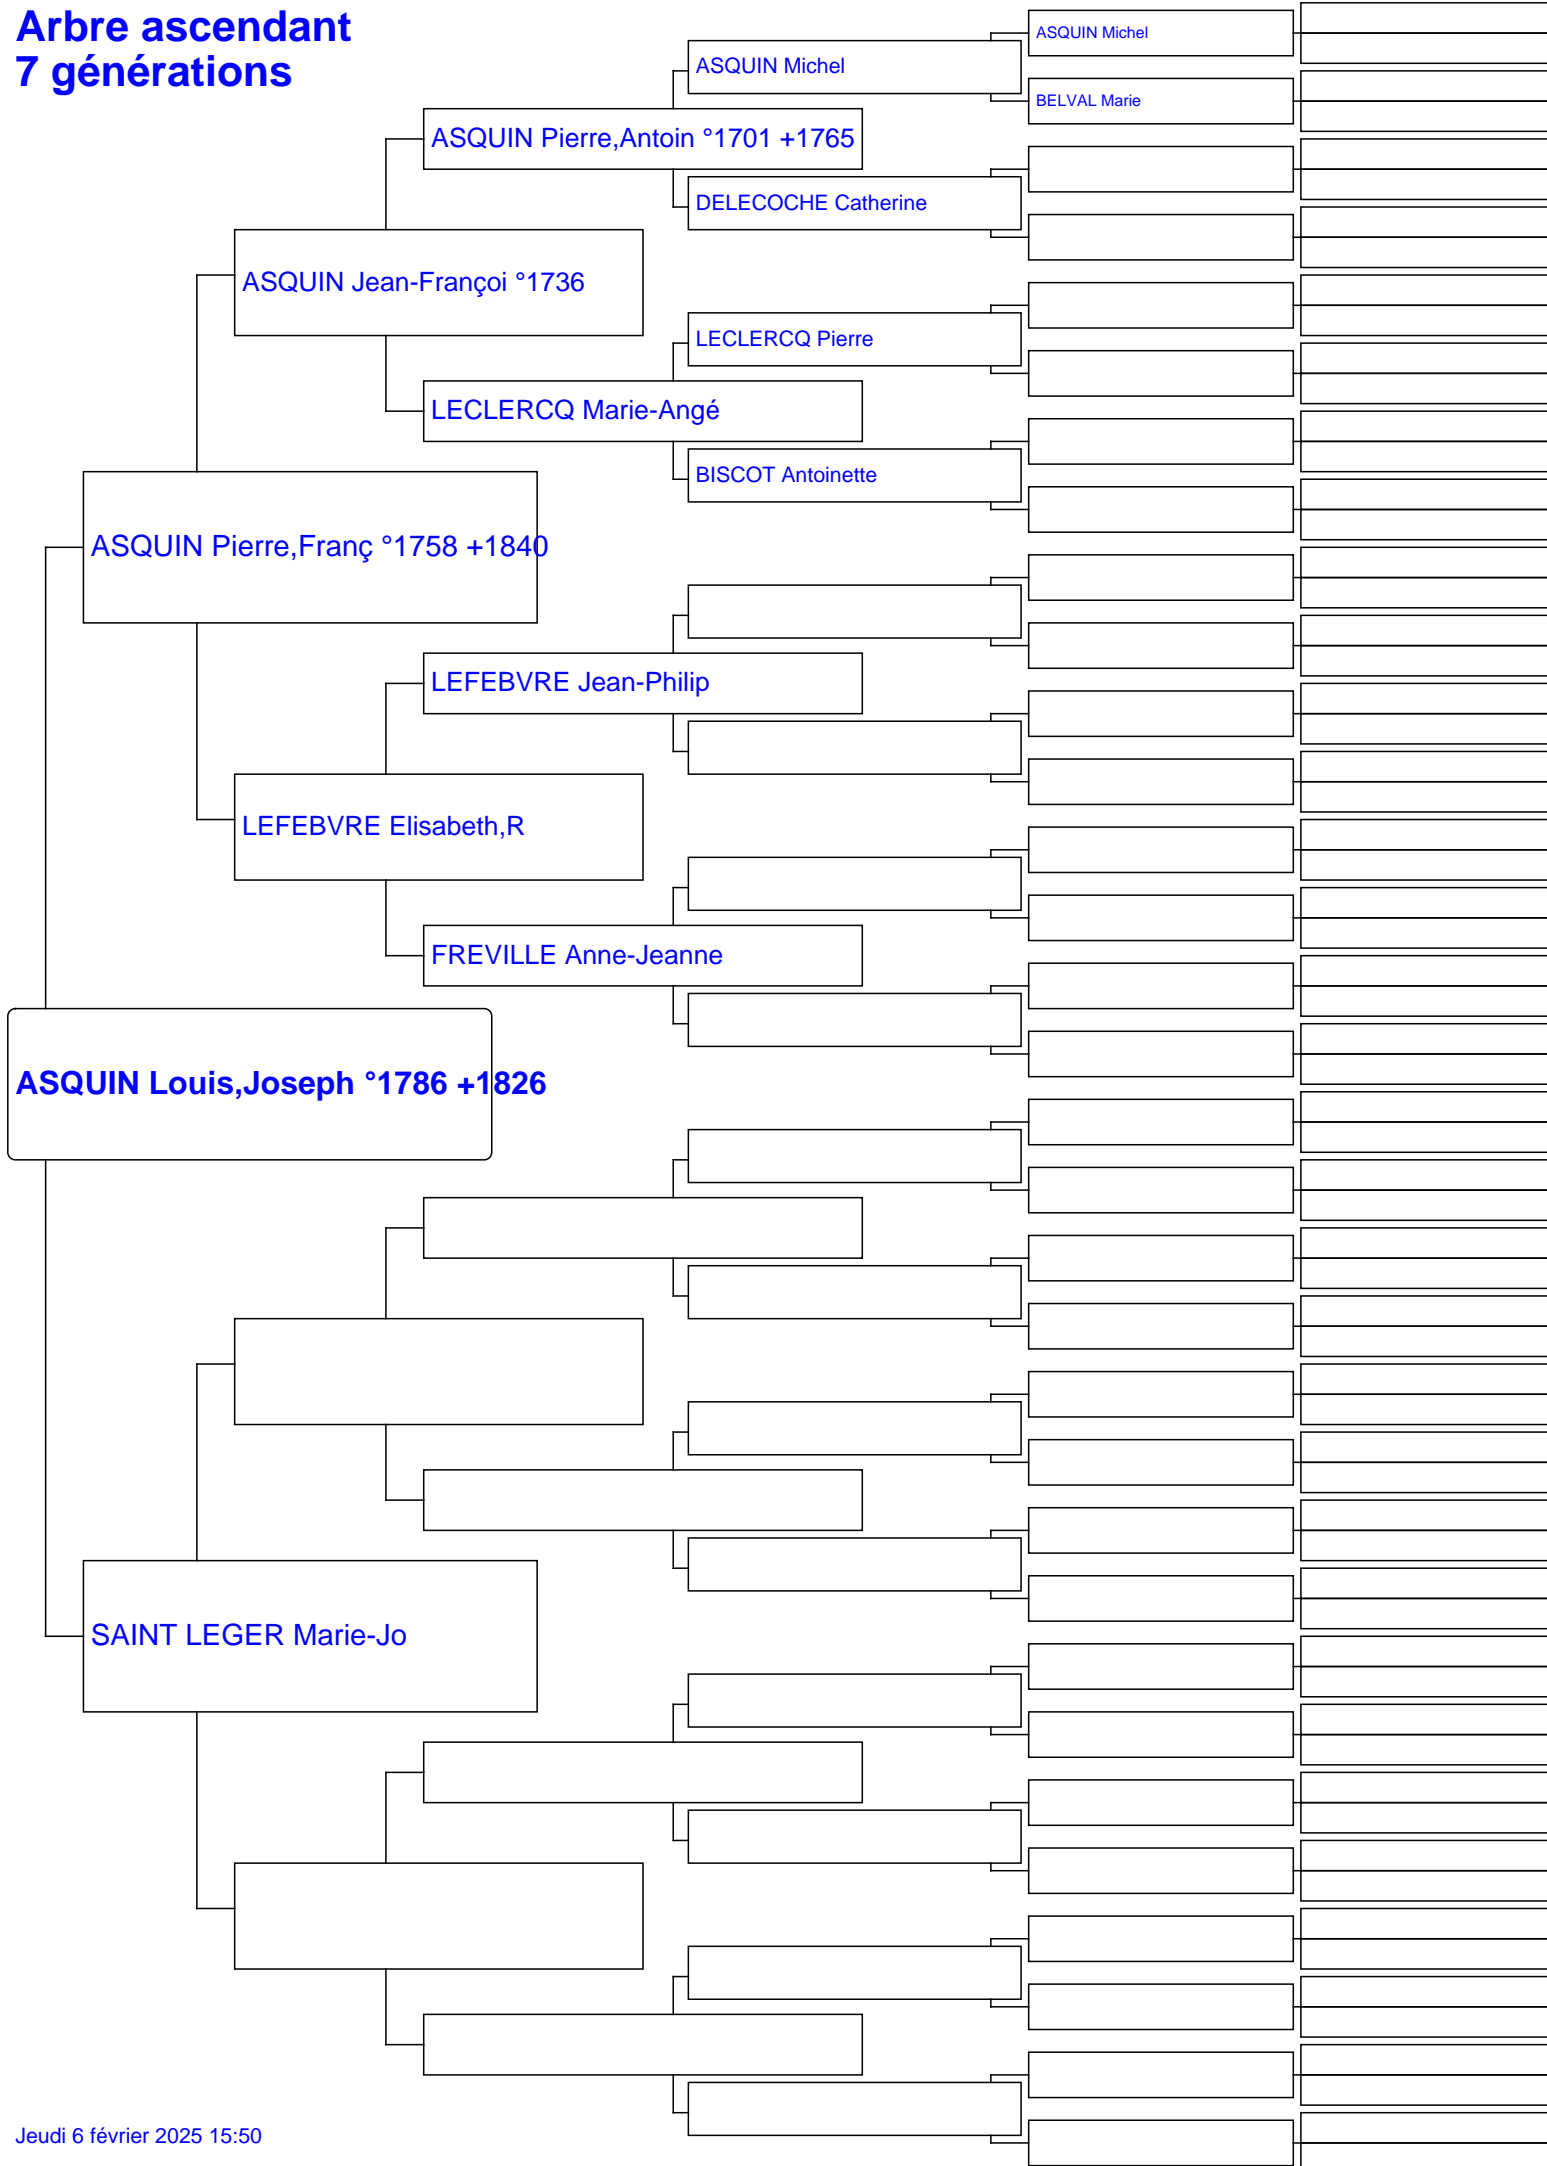 Arbre ascendant
7 générations
ASQUIN Michel
BELVAL Marie
ASQUIN Michel
ASQUIN Pierre,Antoin °1701 +1765
DELECOCHE Catherine
ASQUIN Jean-Françoi °1736
LECLERCQ Pierre
LECLERCQ Marie-Angé
BISCOT Antoinette
ASQUIN Pierre,Franç °1758 +1840
LEFEBVRE Jean-Philip
LEFEBVRE Elisabeth,R
FREVILLE Anne-Jeanne
ASQUIN Louis,Joseph °1786 +1826
SAINT LEGER Marie-Jo
Jeudi 6 février 2025 15:50